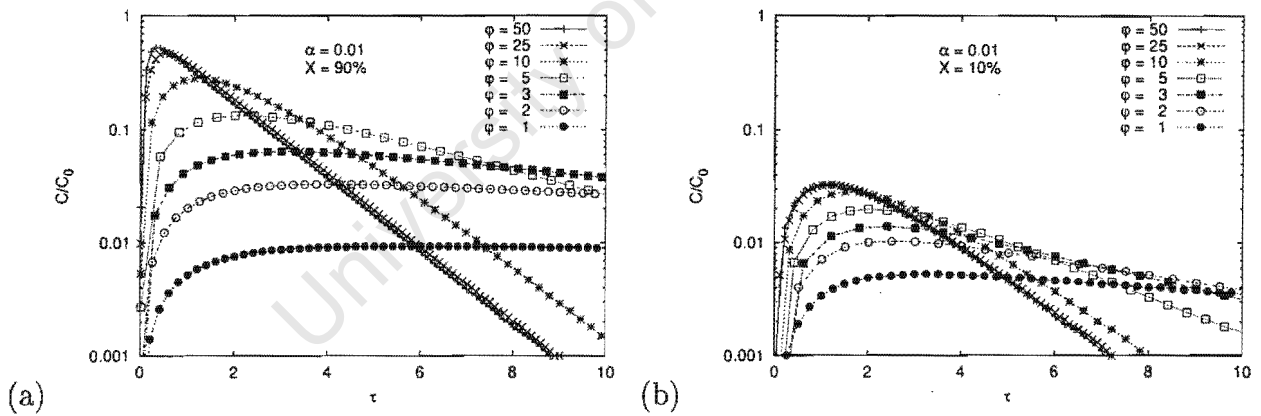 (a)
C/C0
1
0.1
0.01
0.001
0 2 4 6 8 10
τ
α = 0.01
X = 90%
φ = 50
φ = 25
φ = 10
φ = 5
φ = 3
φ = 2
φ = 1
(b)
C/C0
1
0.1
0.01
0.001
0 2 4 6 8 10
τ
α = 0.01
X = 10%
φ = 50
φ = 25
φ = 10
φ = 5
φ = 3
φ = 2
φ = 1
University of